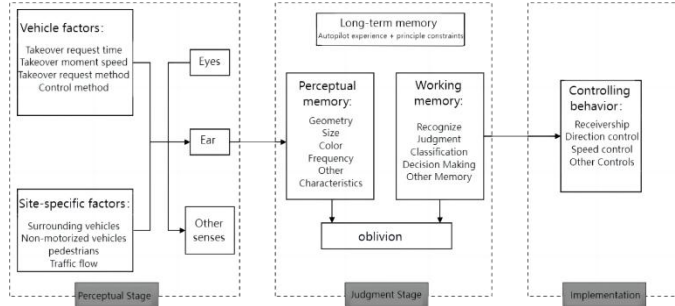 Vehicle factors:
Takeover request time
Takeover moment speed
Takeover request method
Control method
Site-specific factors:
Surrounding vehicles
Non-motorized vehicles
pedestrians
Traffic flow
Eyes
Ear
Other
senses
Perceptual Stage
Long-term memory
Autopilot experience + principle constraints
Perceptual
memory:
Geometry
Size
Color
Frequency
Other
Characteristics
Working
memory:
Recognize
Judgment
Classification
Decision Making
Other Memory
oblivion
Judgment Stage
Controlling
behavior:
Receivership
Direction control
Speed control
Other Controls
Implementation